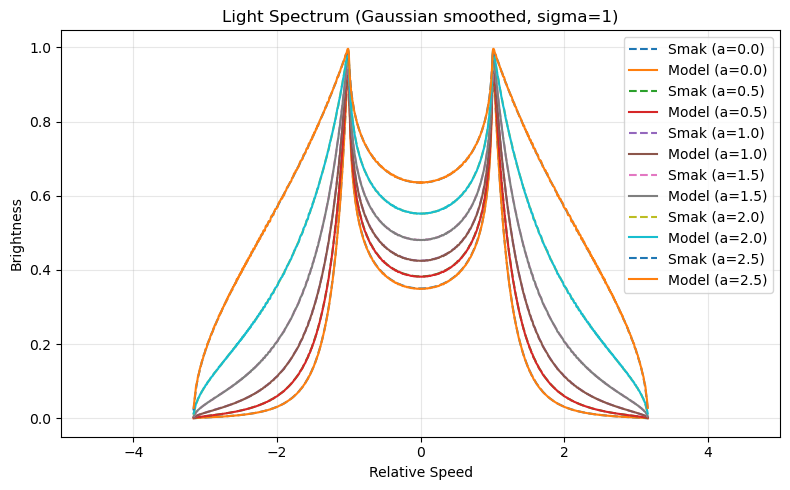 Light Spectrum (Gaussian smoothed, sigma=1)
1.0
0.8
0.6
0.4
0.2
0.0
Brightness
−4
−2
0
2
4
Relative Speed
Smak (a=0.0)
Model (a=0.0)
Smak (a=0.5)
Model (a=0.5)
Smak (a=1.0)
Model (a=1.0)
Smak (a=1.5)
Model (a=1.5)
Smak (a=2.0)
Model (a=2.0)
Smak (a=2.5)
Model (a=2.5)